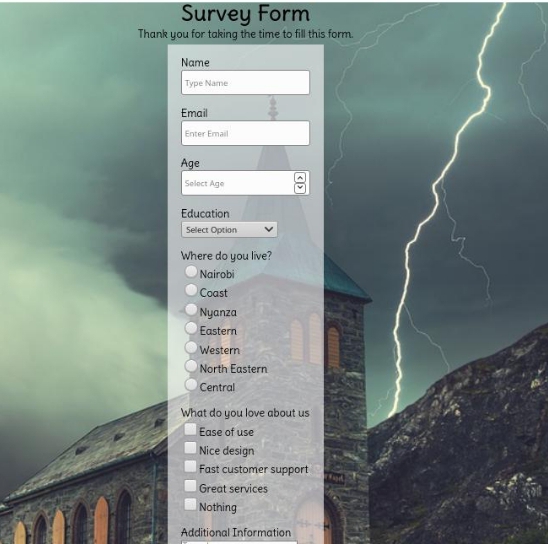 Survey Form
Thank you for taking the time to fill this form.
Name
Type Name
Email
Enter Email
Age
Select Age
Education
Select Option
Where do you live?
Nairobi
Coast
Nyanza
Eastern
Western
North Eastern
Central
What do you love about us
Ease of use
Nice design
Fast customer support
Great services
Nothing
Additional Information